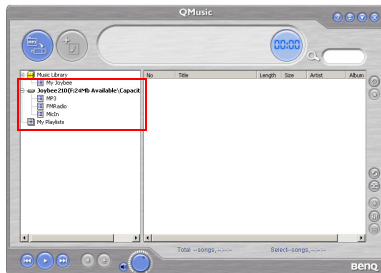 QMusic
00:00
Music Library
My Joybee
Joybee210(F:24Mb Available\Capacit
MP3
FMRadio
MicIn
My Playlists
No Title Length Size Artist Album
Total --songs,--:--:-- Select--songs,--:--:--
BenQ